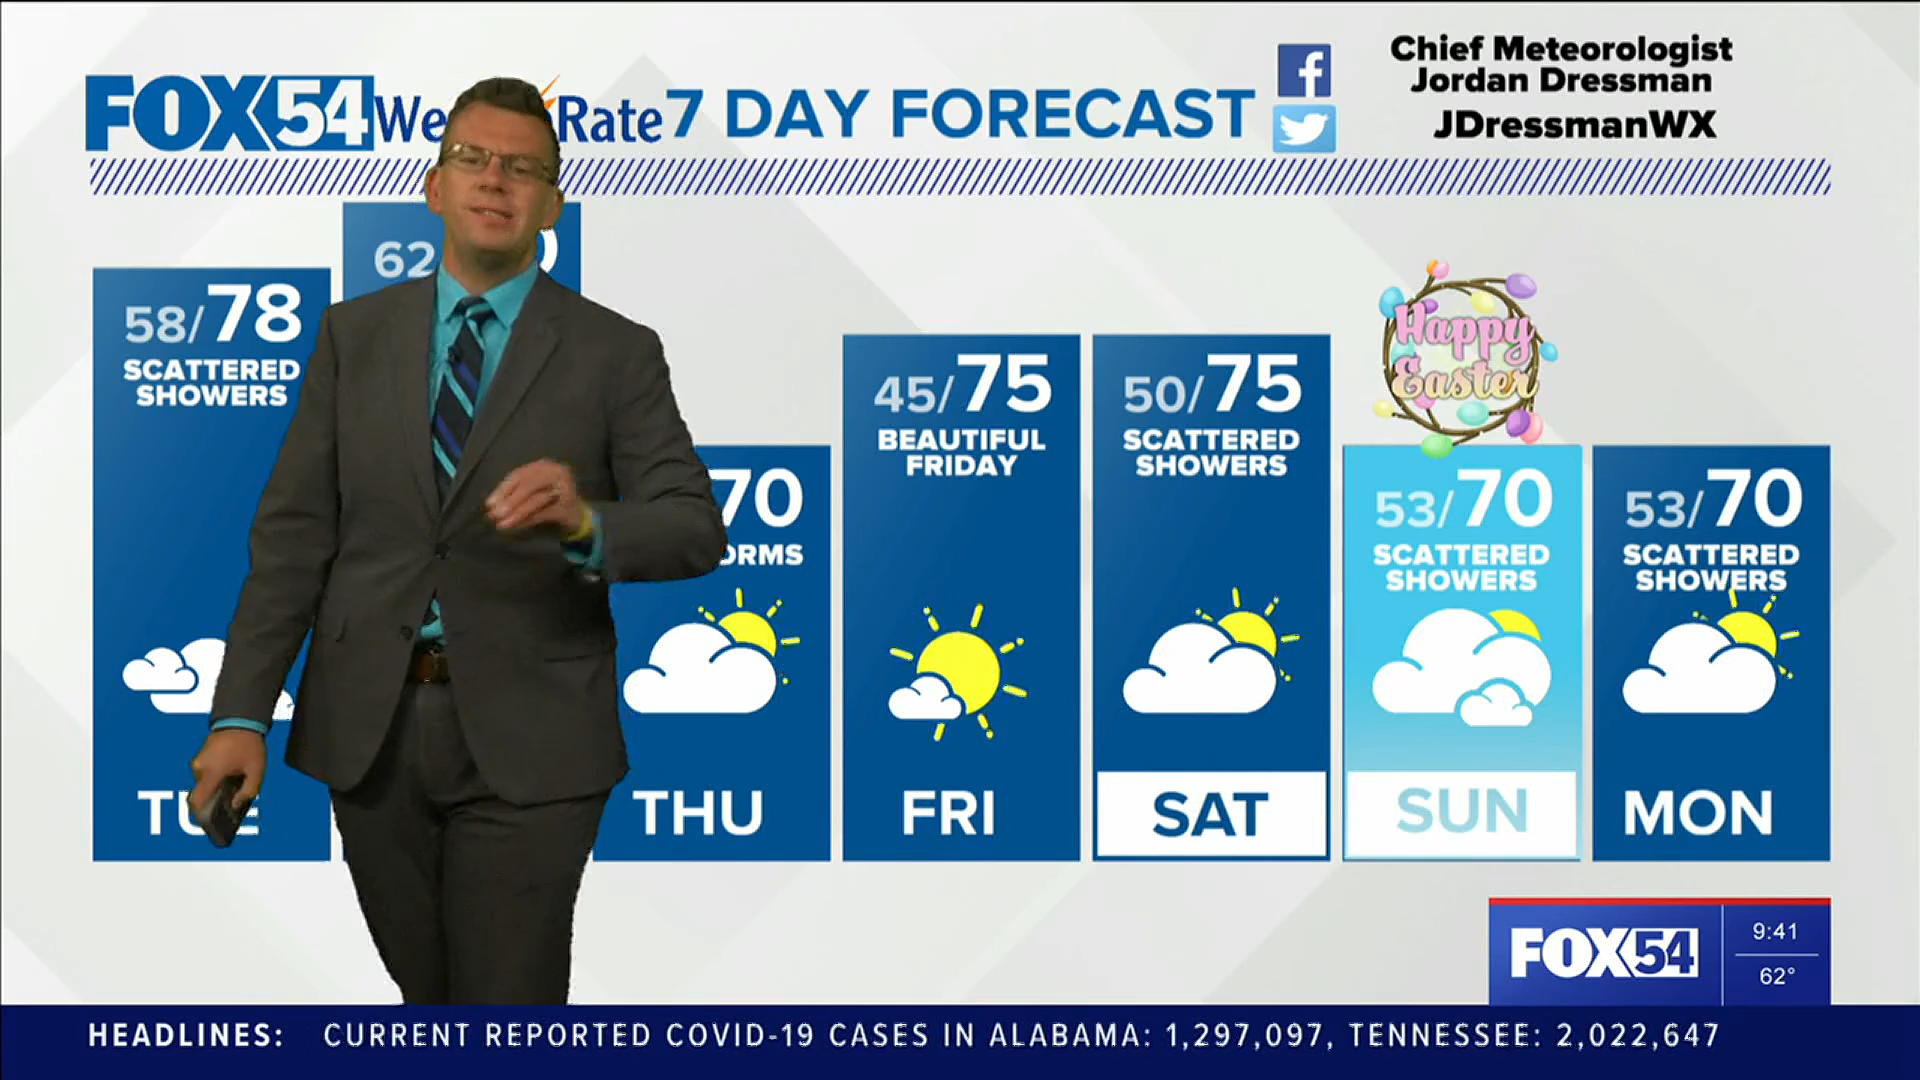 FOX54 We Rate 7 DAY FORECAST
Chief Meteorologist
Jordan Dressman
JDressmanWX
58/78
SCATTERED
SHOWERS
TUE
62
70
THU
45/75
BEAUTIFUL
FRIDAY
FRI
50/75
SCATTERED
SHOWERS
SAT
Happy
Easter
53/70
SCATTERED
SHOWERS
SUN
53/70
SCATTERED
SHOWERS
MON
FOX54
9:41
62°
HEADLINES: CURRENT REPORTED COVID-19 CASES IN ALABAMA: 1,297,097, TENNESSEE: 2,022,647